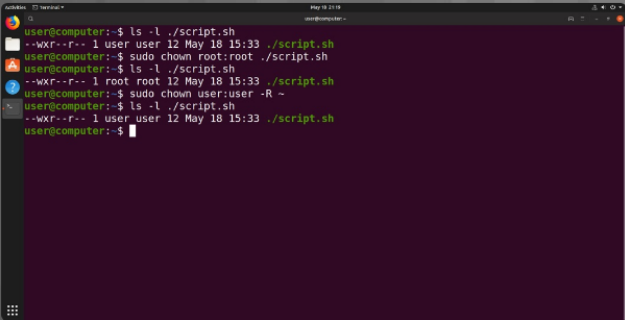 Activities Terminal May 18 21:19
user@computer: ~
user@computer:~$ ls -l ./script.sh
--wxr--r-- 1 user user 12 May 18 15:33 ./script.sh
user@computer:~$ sudo chown root:root ./script.sh
user@computer:~$ ls -l ./script.sh
--wxr--r-- 1 root root 12 May 18 15:33 ./script.sh
user@computer:~$ sudo chown user:user -R ~
user@computer:~$ ls -l ./script.sh
--wxr--r-- 1 user user 12 May 18 15:33 ./script.sh
user@computer:~$